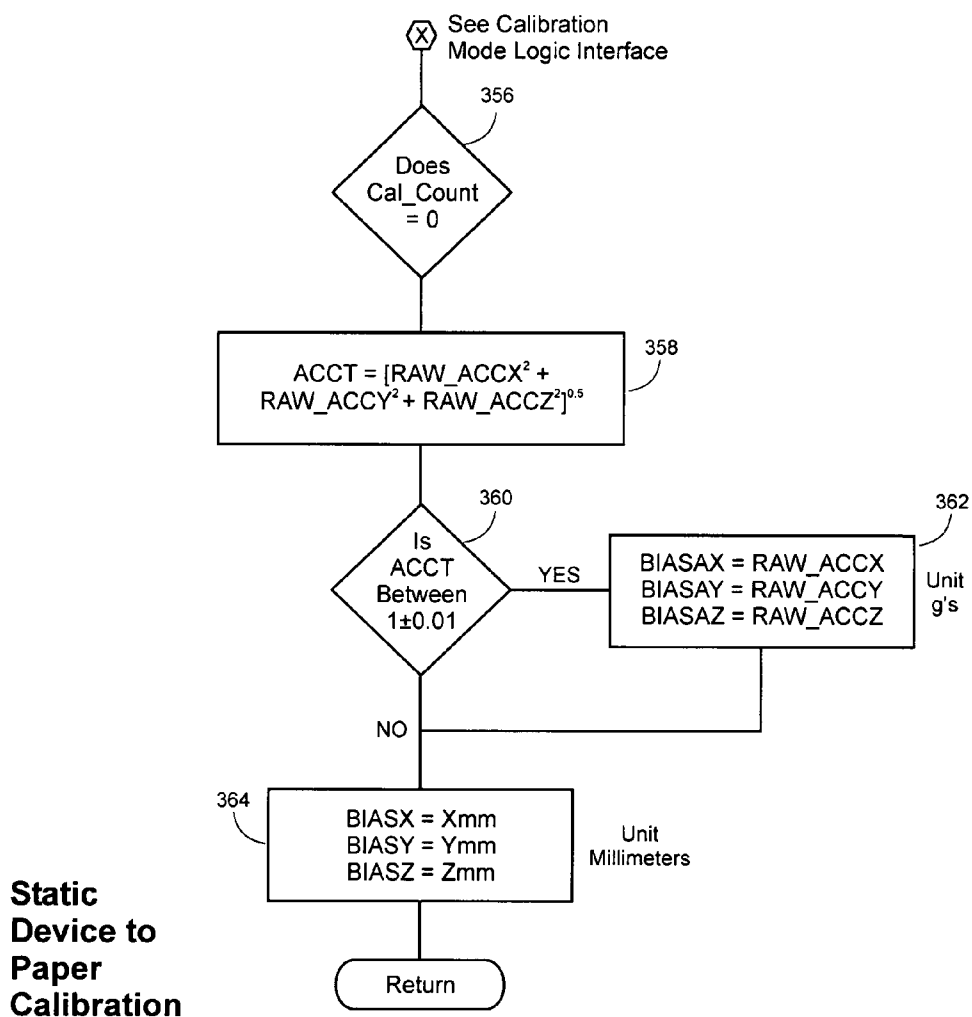 X
See Calibration
Mode Logic Interface
356
Does
Cal_Count
= 0
358
ACCT = [RAW_ACCX² +
RAW_ACCY² + RAW_ACCZ²]⁰·⁵
360
Is
ACCT
Between
1±0.01
YES
362
BIASAX = RAW_ACCX
BIASAY = RAW_ACCY
BIASAZ = RAW_ACCZ
Unit
g's
NO
364
BIASX = Xmm
BIASY = Ymm
BIASZ = Zmm
Unit
Millimeters
Return
Static
Device to
Paper
Calibration